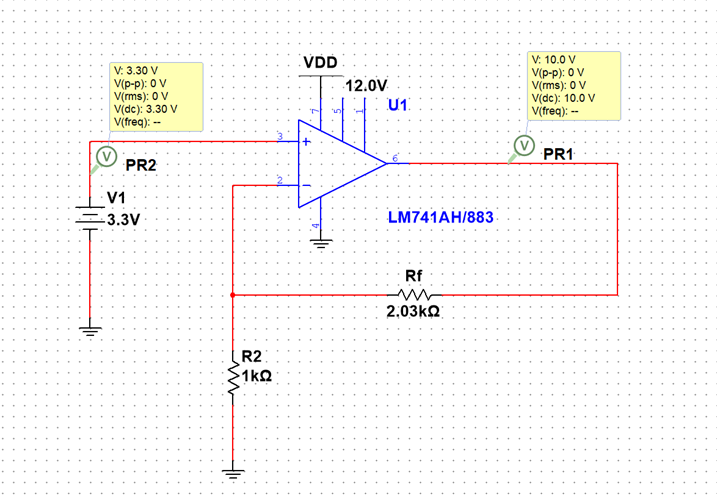 V: 3.30 V
V(p-p): 0 V
V(rms): 0 V
V(dc): 3.30 V
V(freq): --
V
PR2
V1
3.3V
VDD
12.0V
U1
7
5
1
3
+
2
−
6
4
LM741AH/883
V: 10.0 V
V(p-p): 0 V
V(rms): 0 V
V(dc): 10.0 V
V(freq): --
V
PR1
Rf
2.03kΩ
R2
1kΩ